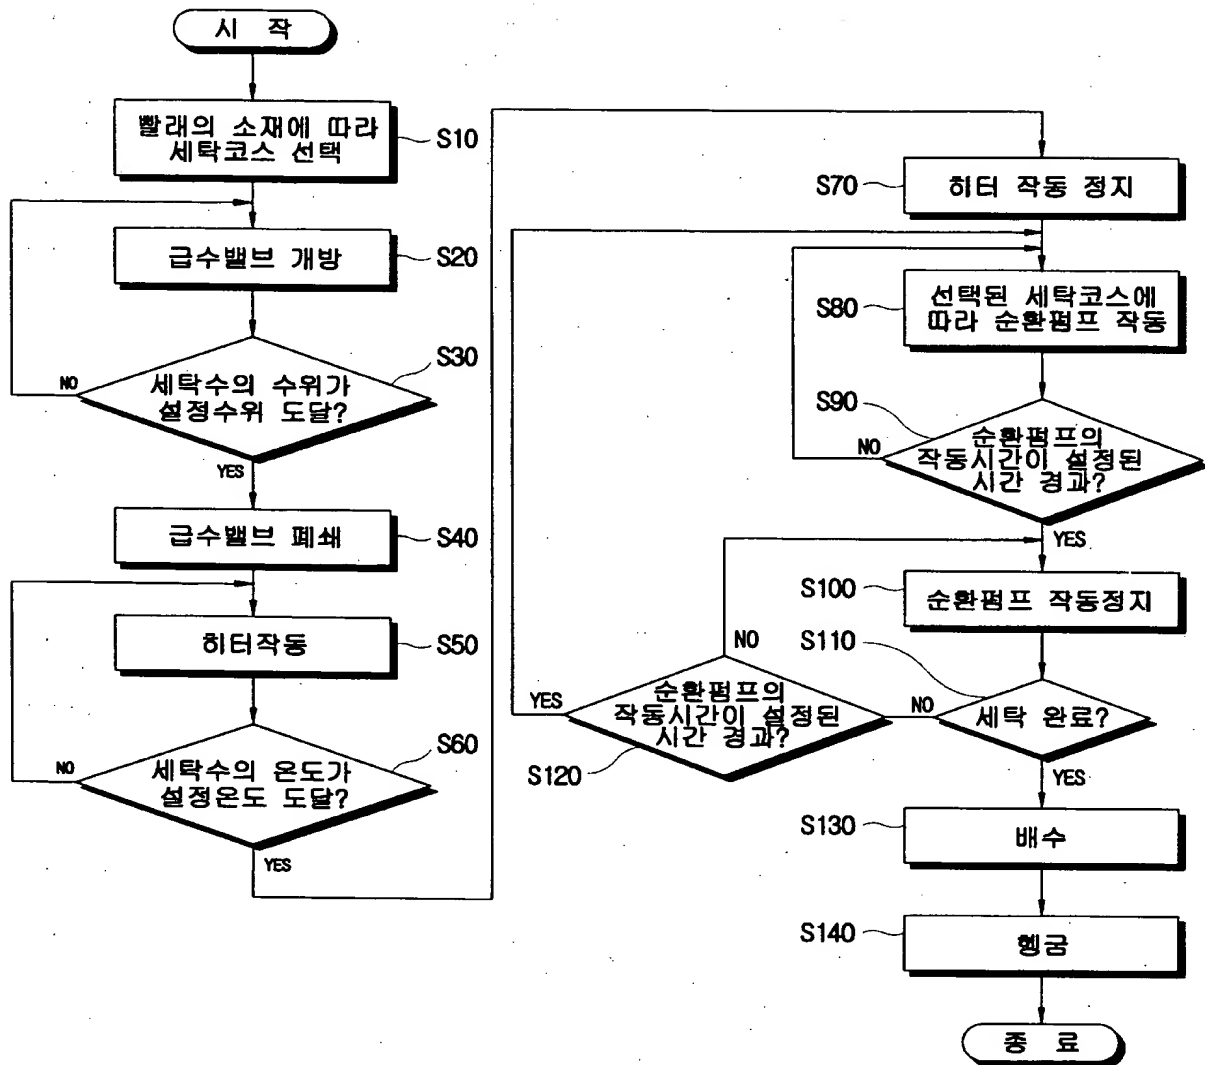 시 작
빨래의 소재에 따라
세탁코스 선택
S10
급수밸브 개방
S20
세탁수의 수위가
설정수위 도달?
S30
NO
YES
급수밸브 폐쇄
S40
히터작동
S50
세탁수의 온도가
설정온도 도달?
S60
NO
YES
히터 작동 정지
S70
선택된 세탁코스에
따라 순환펌프 작동
S80
순환펌프의
작동시간이 설정된
시간 경과?
S90
NO
YES
순환펌프 작동정지
S100
세탁 완료?
S110
NO
YES
순환펌프의
작동시간이 설정된
시간 경과?
S120
NO
YES
배수
S130
헹굼
S140
종 료